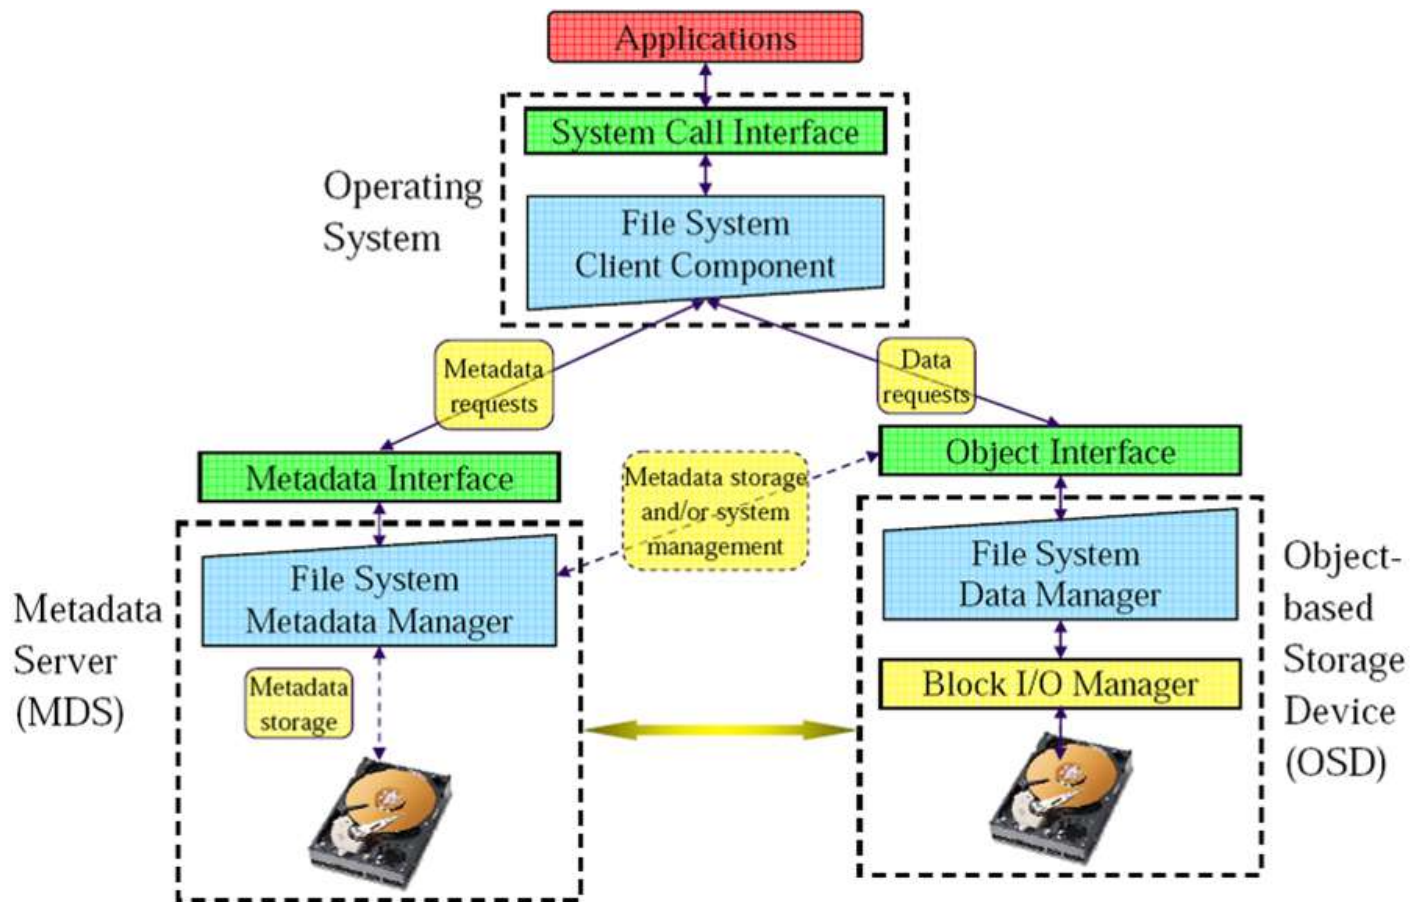 Applications
System Call Interface
Operating
System
File System
Client Component
Metadata
requests
Data
requests
Metadata Interface
Metadata storage
and/or system
management
Object Interface
File System
Metadata Manager
Metadata
Server
(MDS)
Metadata
storage
File System
Data Manager
Block I/O Manager
Object-
based
Storage
Device
(OSD)